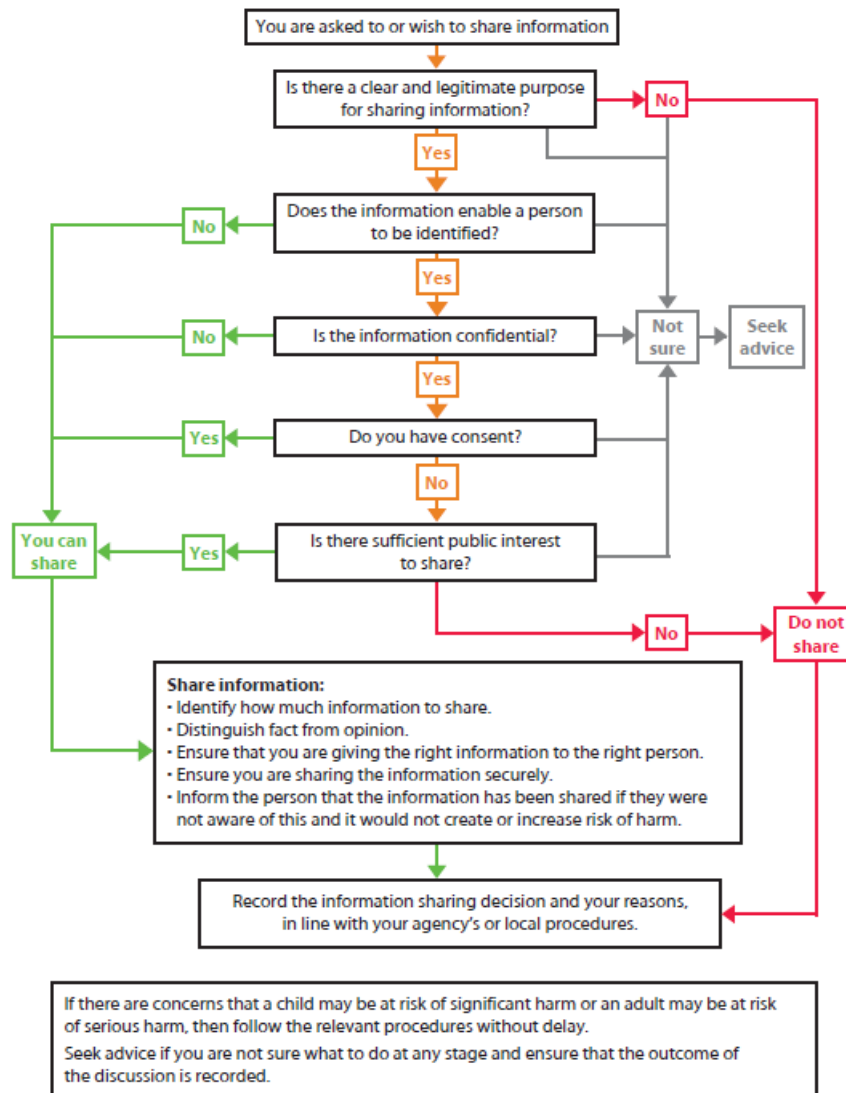 You are asked to or wish to share information
Is there a clear and legitimate purpose
for sharing information?
No
Yes
Does the information enable a person
to be identified?
No
Yes
Is the information confidential?
No
Not
sure
Seek
advice
Yes
Do you have consent?
Yes
No
Is there sufficient public interest
to share?
Yes
You can
share
No
Do not
share
Share information:
• Identify how much information to share.
• Distinguish fact from opinion.
• Ensure that you are giving the right information to the right person.
• Ensure you are sharing the information securely.
• Inform the person that the information has been shared if they were
not aware of this and it would not create or increase risk of harm.
Record the information sharing decision and your reasons,
in line with your agency's or local procedures.
If there are concerns that a child may be at risk of significant harm or an adult may be at risk
of serious harm, then follow the relevant procedures without delay.
Seek advice if you are not sure what to do at any stage and ensure that the outcome of
the discussion is recorded.